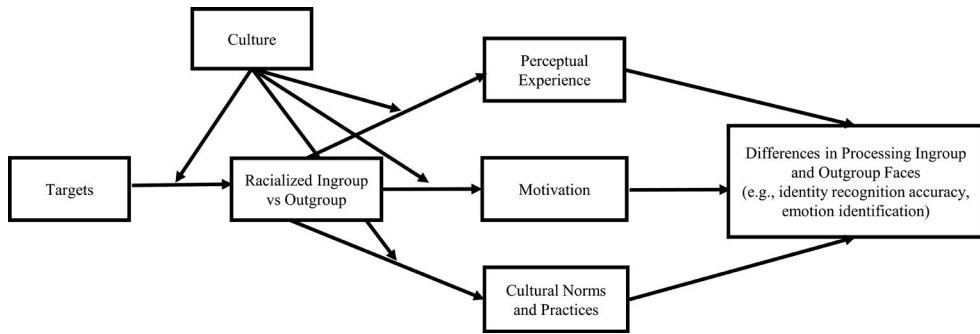 Culture
Perceptual
Experience
Targets
Racialized Ingroup
vs Outgroup
Motivation
Differences in Processing Ingroup
and Outgroup Faces
(e.g., identity recognition accuracy,
emotion identification)
Cultural Norms
and Practices